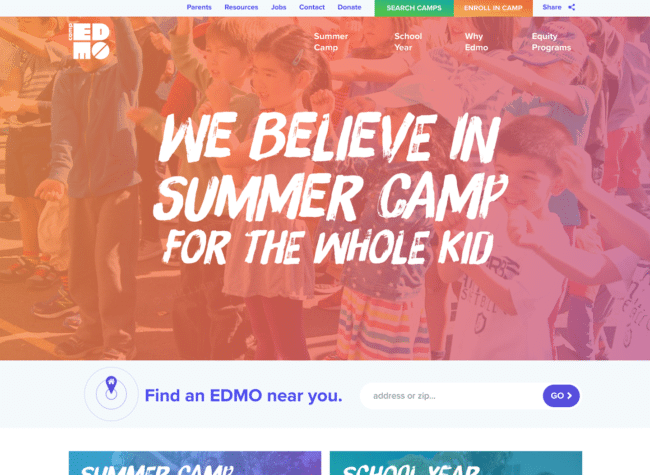 Parents Resources Jobs Contact Donate SEARCH CAMPS ENROLL IN CAMP Share
EDMO
Summer Camp
School Year
Why Edmo
Equity Programs
WE BELIEVE IN
SUMMER CAMP
FOR THE WHOLE KID
Find an EDMO near you.
address or zip...
GO
SUMMER CAMP
SCHOOL YEAR